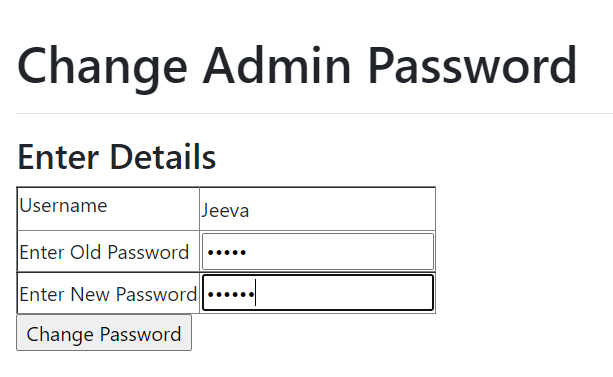 Change Admin Password
Enter Details
Username Jeeva
Enter Old Password •••••
Enter New Password ••••••
Change Password